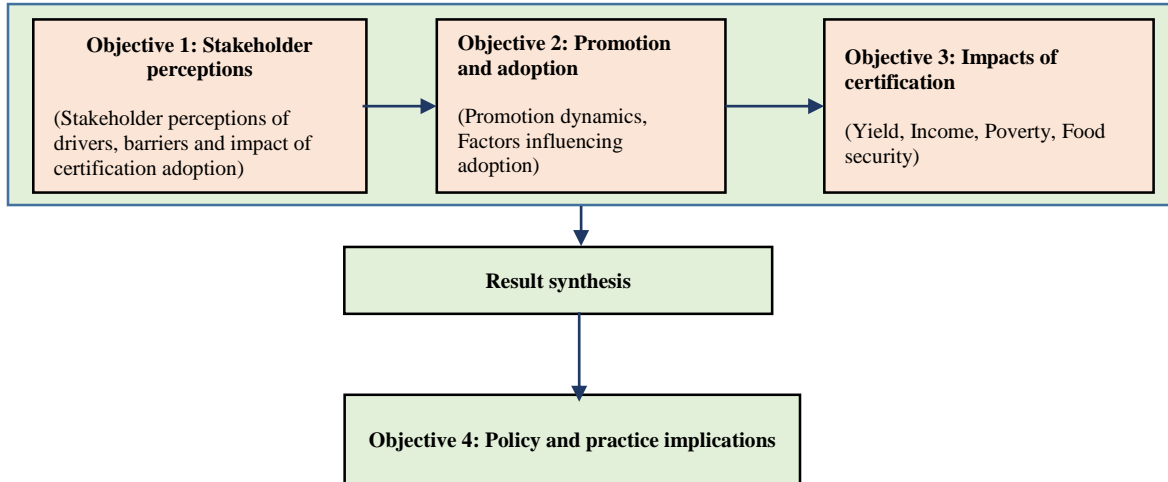 Objective 1: Stakeholder
perceptions
(Stakeholder perceptions of
drivers, barriers and impact of
certification adoption)
Objective 2: Promotion
and adoption
(Promotion dynamics,
Factors influencing
adoption)
Objective 3: Impacts of
certification
(Yield, Income, Poverty, Food
security)
Result synthesis
Objective 4: Policy and practice implications